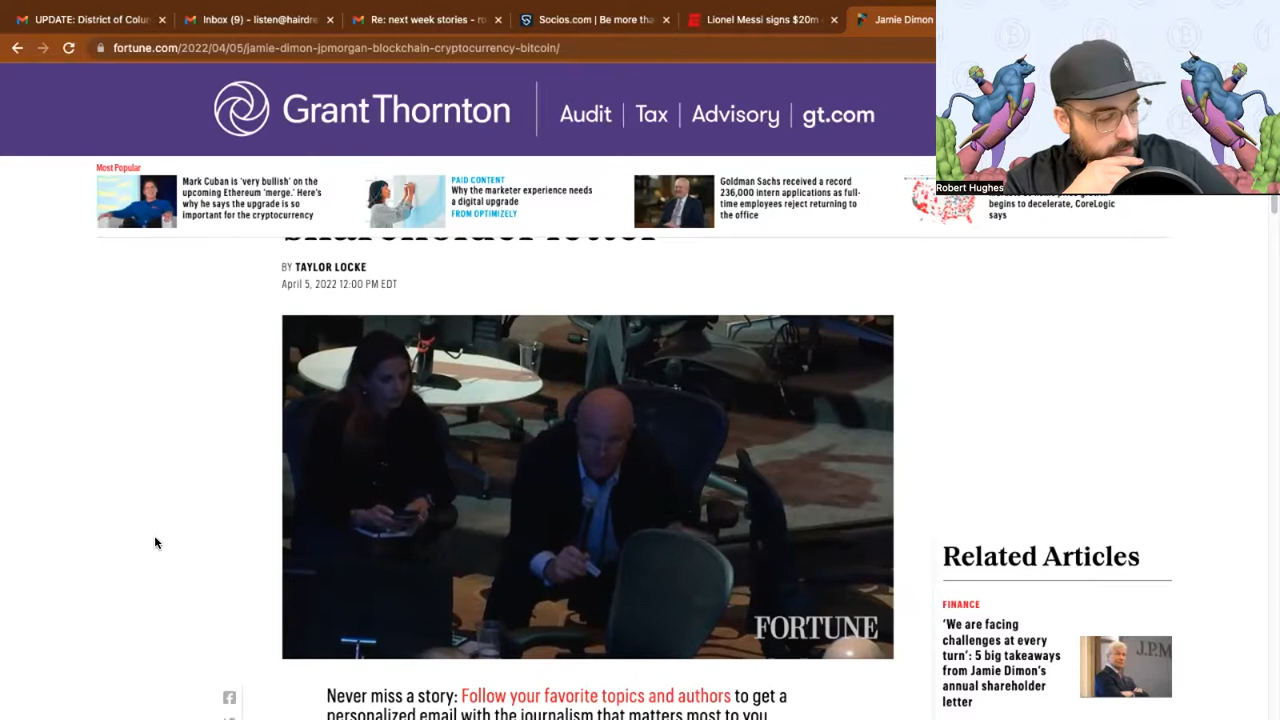 UPDATE: District of Colu
Inbox (9) - listen@hairdre
Re: next week stories - ro
Socios.com | Be more tha
Lionel Messi signs $20m
Jamie Dimon
fortune.com/2022/04/05/jamie-dimon-jpmorgan-blockchain-cryptocurrency-bitcoin/
GrantThornton
Audit | Tax | Advisory | gt.com
Robert Hughes
Most Popular
Mark Cuban is 'very bullish' on the
upcoming Ethereum 'merge.' Here's
why he says the upgrade is so
important for the cryptocurrency
PAID CONTENT
Why the marketer experience needs
a digital upgrade
FROM OPTIMIZELY
Goldman Sachs received a record
236,000 intern applications as full-
time employees reject returning to
the office
begins to decelerate, CoreLogic
says
shareholder letter
BY TAYLOR LOCKE
April 5, 2022 12:00 PM EDT
FORTUNE
Related Articles
FINANCE
‘We are facing
challenges at every
turn’: 5 big takeaways
from Jamie Dimon’s
annual shareholder
letter
J.P.M
Never miss a story: Follow your favorite topics and authors to get a
personalized email with the journalism that matters most to you